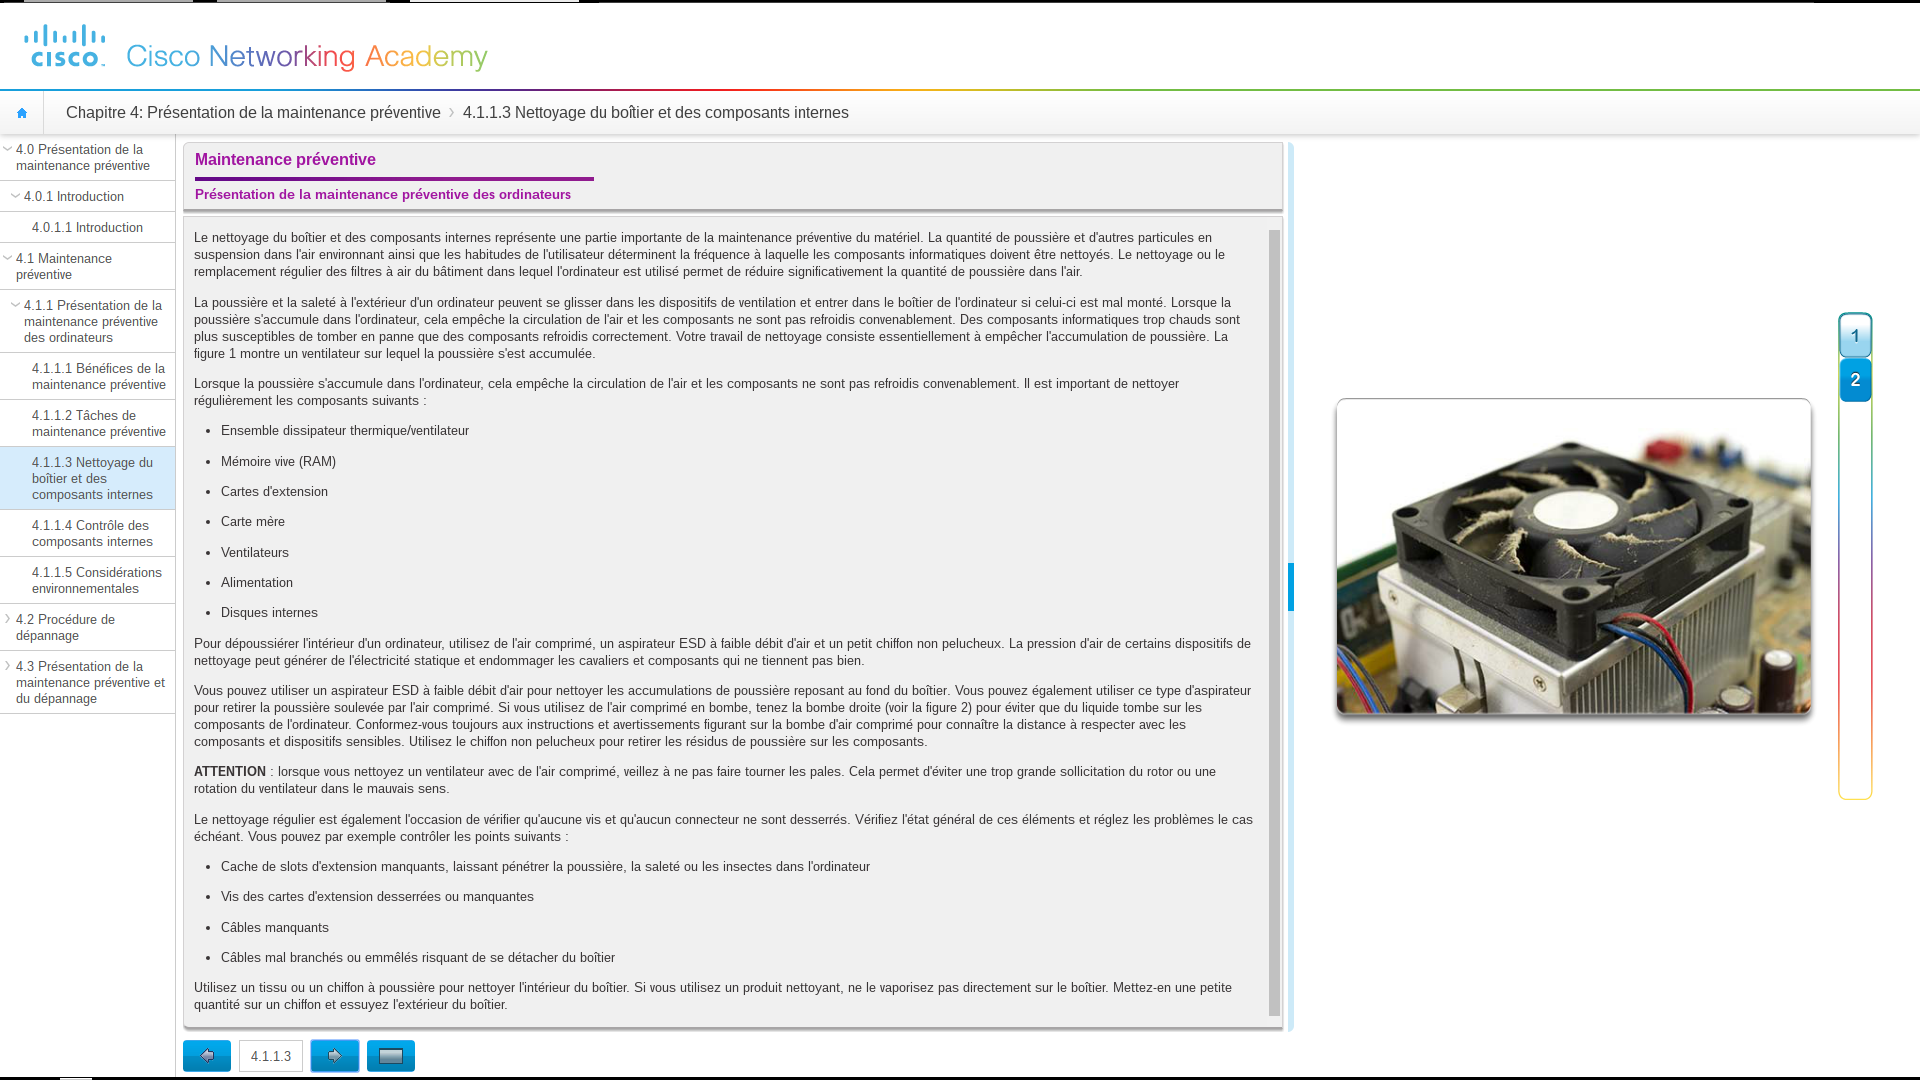 cisco
Cisco Networking Academy
Chapitre 4: Présentation de la maintenance préventive
4.1.1.3 Nettoyage du boîtier et des composants internes
4.0 Présentation de la
maintenance préventive
4.0.1 Introduction
4.0.1.1 Introduction
4.1 Maintenance
préventive
4.1.1 Présentation de la
maintenance préventive
des ordinateurs
4.1.1.1 Bénéfices de la
maintenance préventive
4.1.1.2 Tâches de
maintenance préventive
4.1.1.3 Nettoyage du
boîtier et des
composants internes
4.1.1.4 Contrôle des
composants internes
4.1.1.5 Considérations
environnementales
4.2 Procédure de
dépannage
4.3 Présentation de la
maintenance préventive et
du dépannage
Maintenance préventive
Présentation de la maintenance préventive des ordinateurs
Le nettoyage du boîtier et des composants internes représente une partie importante de la maintenance préventive du matériel. La quantité de poussière et d'autres particules en
suspension dans l'air environnant ainsi que les habitudes de l'utilisateur déterminent la fréquence à laquelle les composants informatiques doivent être nettoyés. Le nettoyage ou le
remplacement régulier des filtres à air du bâtiment dans lequel l'ordinateur est utilisé permet de réduire significativement la quantité de poussière dans l'air.
La poussière et la saleté à l'extérieur d'un ordinateur peuvent se glisser dans les dispositifs de ventilation et entrer dans le boîtier de l'ordinateur si celui-ci est mal monté. Lorsque la
poussière s'accumule dans l'ordinateur, cela empêche la circulation de l'air et les composants ne sont pas refroidis convenablement. Des composants informatiques trop chauds sont
plus susceptibles de tomber en panne que des composants refroidis correctement. Votre travail de nettoyage consiste essentiellement à empêcher l'accumulation de poussière. La
figure 1 montre un ventilateur sur lequel la poussière s'est accumulée.
Lorsque la poussière s'accumule dans l'ordinateur, cela empêche la circulation de l'air et les composants ne sont pas refroidis convenablement. Il est important de nettoyer
régulièrement les composants suivants :
• Ensemble dissipateur thermique/ventilateur
• Mémoire vive (RAM)
• Cartes d'extension
• Carte mère
• Ventilateurs
• Alimentation
• Disques internes
Pour dépoussiérer l'intérieur d'un ordinateur, utilisez de l'air comprimé, un aspirateur ESD à faible débit d'air et un petit chiffon non pelucheux. La pression d'air de certains dispositifs de
nettoyage peut générer de l'électricité statique et endommager les cavaliers et composants qui ne tiennent pas bien.
Vous pouvez utiliser un aspirateur ESD à faible débit d'air pour nettoyer les accumulations de poussière reposant au fond du boîtier. Vous pouvez également utiliser ce type d'aspirateur
pour retirer la poussière soulevée par l'air comprimé. Si vous utilisez de l'air comprimé en bombe, tenez la bombe droite (voir la figure 2) pour éviter que du liquide tombe sur les
composants de l'ordinateur. Conformez-vous toujours aux instructions et avertissements figurant sur la bombe d'air comprimé pour connaître la distance à respecter avec les
composants et dispositifs sensibles. Utilisez le chiffon non pelucheux pour retirer les résidus de poussière sur les composants.
ATTENTION : lorsque vous nettoyez un ventilateur avec de l'air comprimé, veillez à ne pas faire tourner les pales. Cela permet d'éviter une trop grande sollicitation du rotor ou une
rotation du ventilateur dans le mauvais sens.
Le nettoyage régulier est également l'occasion de vérifier qu'aucune vis et qu'aucun connecteur ne sont desserrés. Vérifiez l'état général de ces éléments et réglez les problèmes le cas
échéant. Vous pouvez par exemple contrôler les points suivants :
• Cache de slots d'extension manquants, laissant pénétrer la poussière, la saleté ou les insectes dans l'ordinateur
• Vis des cartes d'extension desserrées ou manquantes
• Câbles manquants
• Câbles mal branchés ou emmêlés risquant de se détacher du boîtier
Utilisez un tissu ou un chiffon à poussière pour nettoyer l'intérieur du boîtier. Si vous utilisez un produit nettoyant, ne le vaporisez pas directement sur le boîtier. Mettez-en une petite
quantité sur un chiffon et essuyez l'extérieur du boîtier.
4.1.1.3
1
2